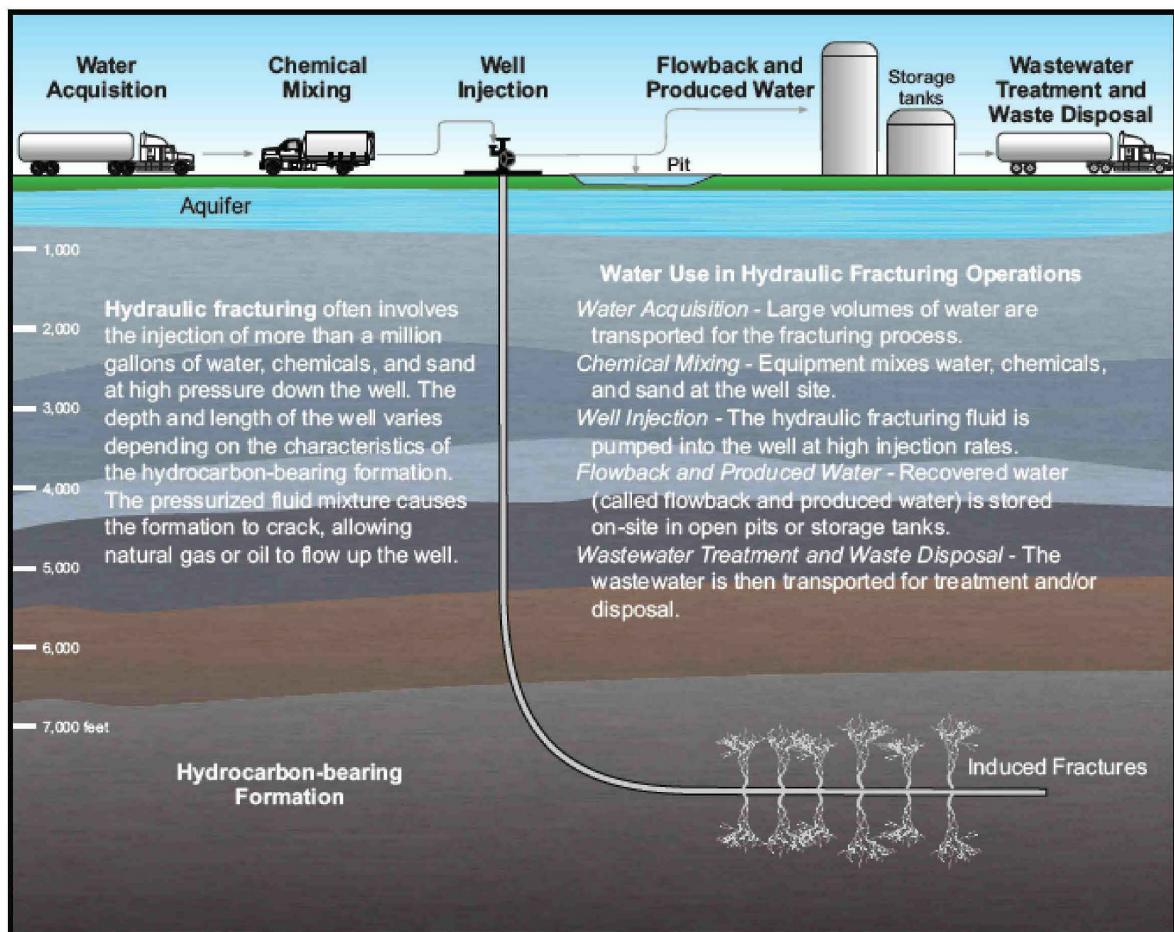 Water
Acquisition
Chemical
Mixing
Well
Injection
Flowback and
Produced Water
Storage
tanks
Wastewater
Treatment and
Waste Disposal
Pit
Aquifer
1,000
2,000
3,000
4,000
5,000
6,000
7,000 feet
Hydraulic fracturing often involves
the injection of more than a million
gallons of water, chemicals, and sand
at high pressure down the well. The
depth and length of the well varies
depending on the characteristics of
the hydrocarbon-bearing formation.
The pressurized fluid mixture causes
the formation to crack, allowing
natural gas or oil to flow up the well.
Water Use in Hydraulic Fracturing Operations
Water Acquisition - Large volumes of water are
transported for the fracturing process.
Chemical Mixing - Equipment mixes water, chemicals,
and sand at the well site.
Well Injection - The hydraulic fracturing fluid is
pumped into the well at high injection rates.
Flowback and Produced Water - Recovered water
(called flowback and produced water) is stored
on-site in open pits or storage tanks.
Wastewater Treatment and Waste Disposal - The
wastewater is then transported for treatment and/or
disposal.
Hydrocarbon-bearing
Formation
Induced Fractures